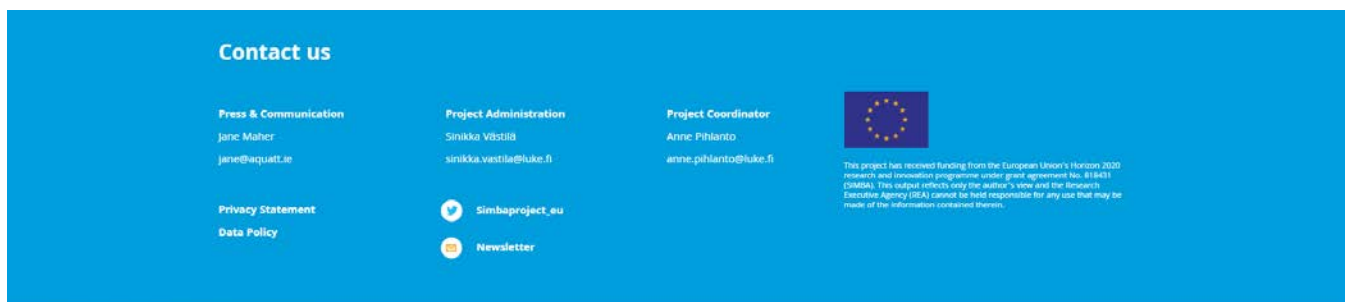 Contact us
Press & Communication
Jane Maher
jane@aquatt.ie
Project Administration
Sinikka Västilä
sinikka.vastila@luke.fi
Project Coordinator
Anne Pihlanto
anne.pihlanto@luke.fi
This project has received funding from the European Union's Horizon 2020
research and innovation programme under grant agreement No. 818431
(SIMBA). This output reflects only the author's view and the Research
Executive Agency (REA) cannot be held responsible for any use that may be
made of the information contained therein.
Privacy Statement
Data Policy
Simbaproject_eu
Newsletter